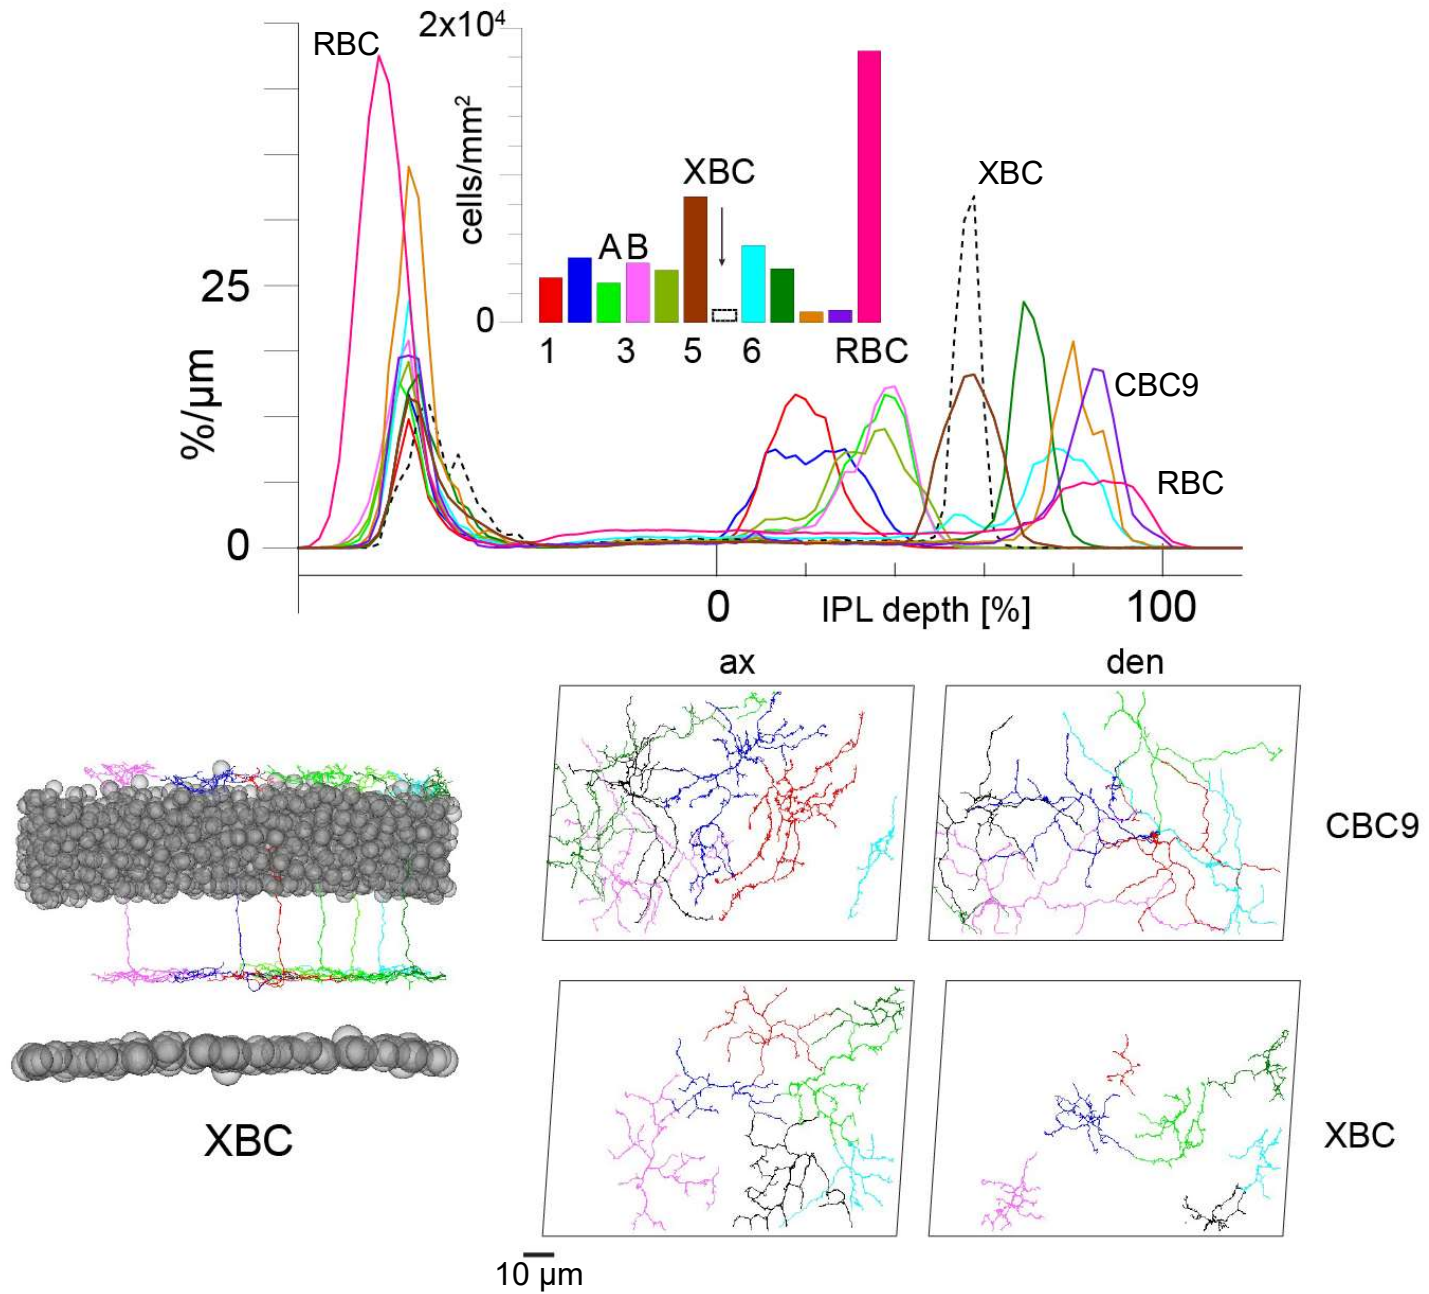 RBC
2x10⁴
cells/mm²
XBC
A B
0
1 3 5 6 RBC
XBC
25
%/µm
CBC9
RBC
0
0 IPL depth [%] 100
ax den
CBC9
XBC
XBC
10 µm